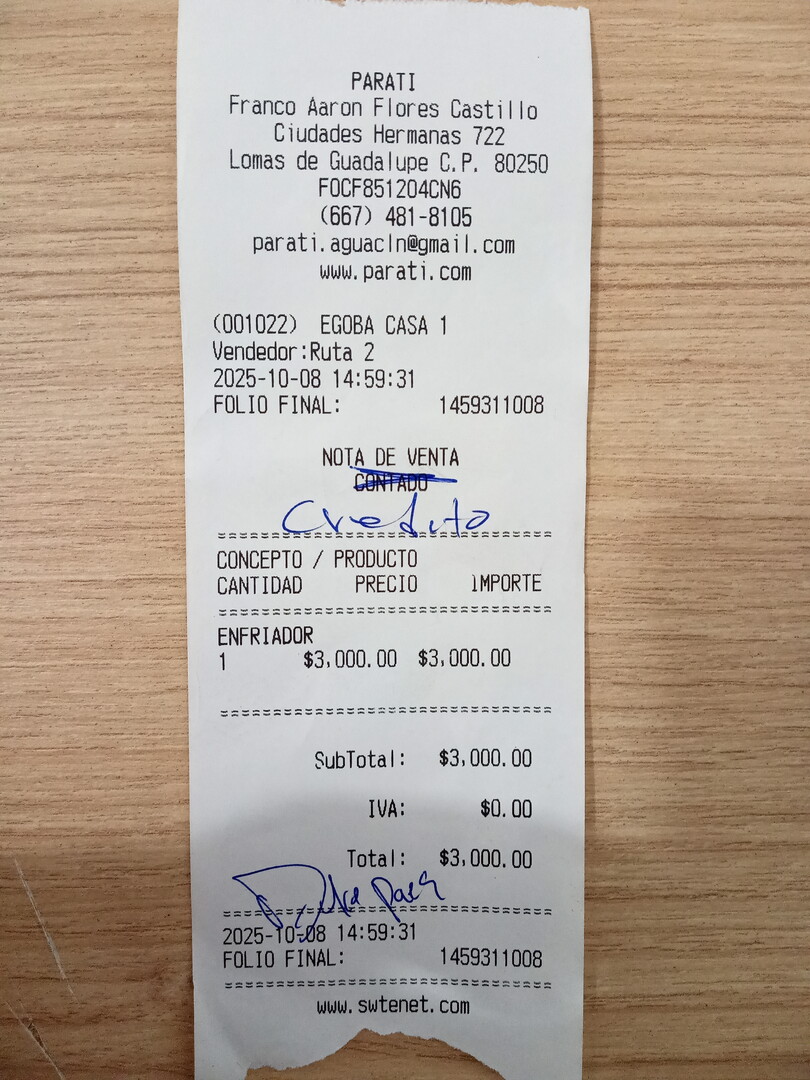 PARATI
Franco Aaron Flores Castillo
Ciudades Hermanas 722
Lomas de Guadalupe C.P. 80250
FOCF851204CN6
(667) 481-8105
parati.aguacln@gmail.com
www.parati.com
(001022) EGOBA CASA 1
Vendedor:Ruta 2
2025-10-08 14:59:31
FOLIO FINAL: 1459311008
NOTA DE VENTA
CONTADO
Credito
CONCEPTO / PRODUCTO
CANTIDAD PRECIO IMPORTE
ENFRIADOR
1 $3,000.00 $3,000.00
SubTotal: $3,000.00
IVA: $0.00
Total: $3,000.00
2025-10-08 14:59:31
FOLIO FINAL: 1459311008
www.swtenet.com